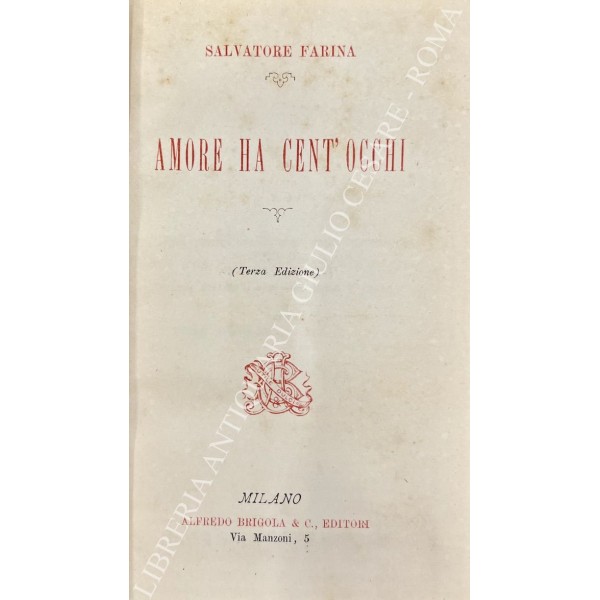 SALVATORE FARINA
AMORE HA CENT'OCCHI
(Terza Edizione)
MILANO
ALFREDO BRIGOLA & C., EDITORI
Via Manzoni, 5
LIBRERIA ANTIQUARIA GIULIO CESARE - ROMA